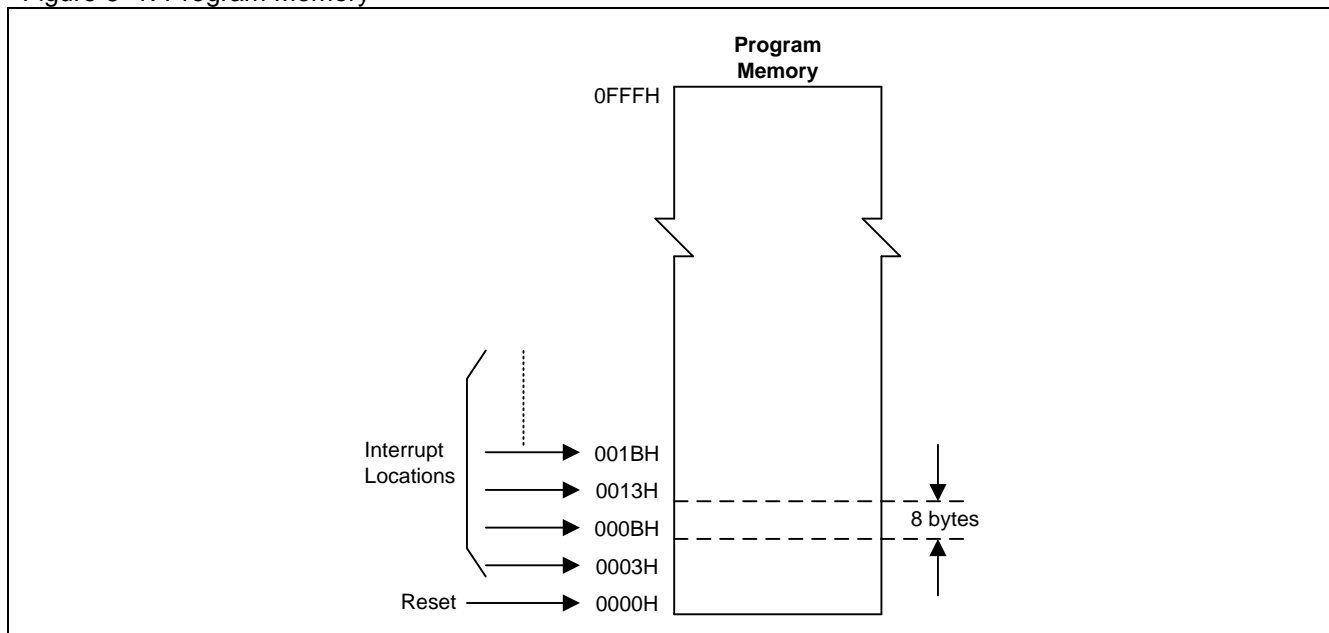 Program
Memory
0FFFH
Interrupt
Locations
001BH
0013H
000BH
0003H
8 bytes
Reset
0000H